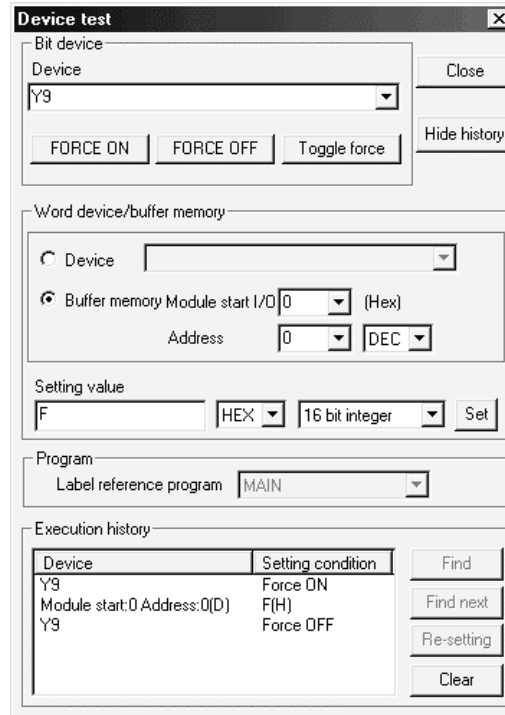 Device test
Bit device
Device
Close
Y9
Hide history
FORCE ON FORCE OFF Toggle force
Word device/buffer memory
Device
Buffer memory Module start I/O 0 (Hex)
Address 0 DEC
Setting value
F HEX 16 bit integer Set
Program
Label reference program MAIN
Execution history
Device Setting condition Find
Y9 Force ON
Module start:0 Address:0(D) F(H) Find next
Y9 Force OFF
Re-setting
Clear